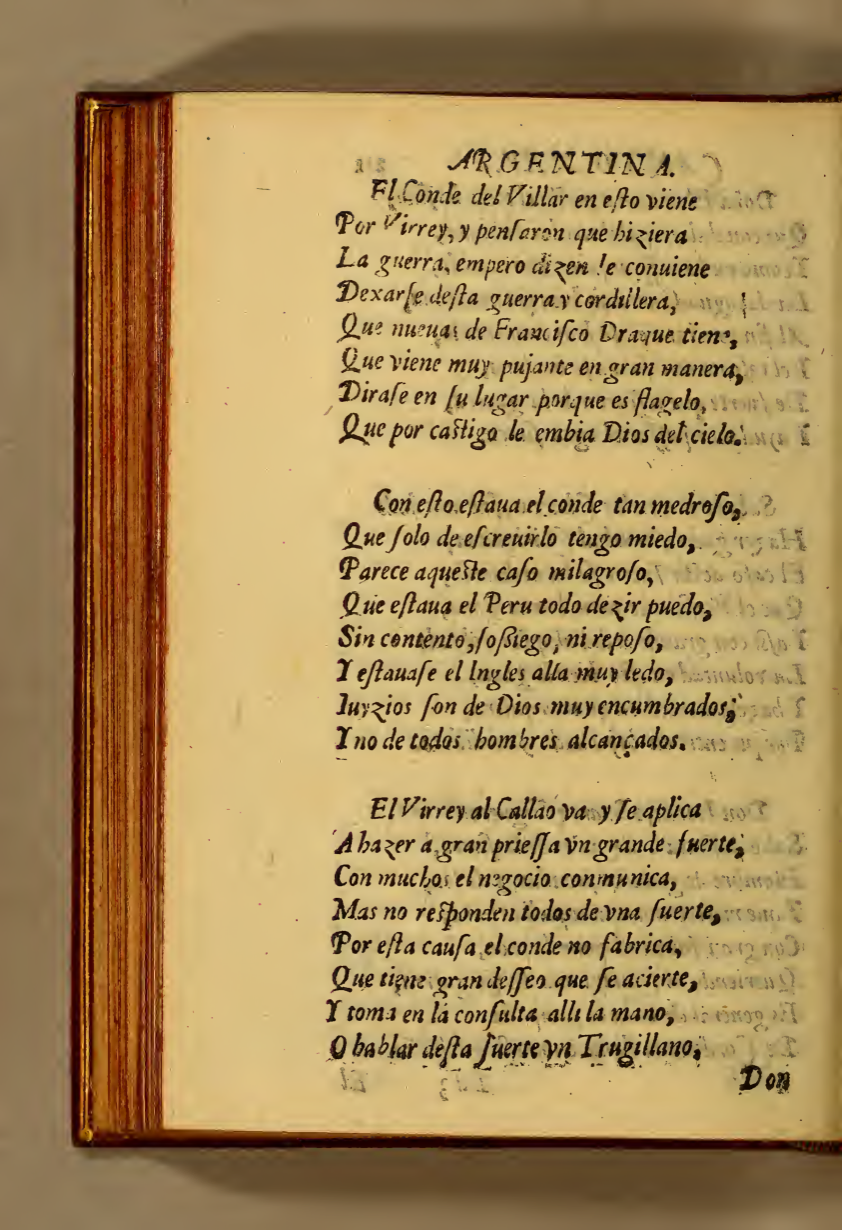 ARGENTINA.
El Conde del Villar en eſto viene
Por Virrey, y penſaron que hiziera
La guerra, empero dizen le conuiene
Dexarſe deſta guerra y cordillera,
Que nueuas de Franciſco Draque tiene,
Que viene muy pujante en gran manera,
Diraſe en ſu lugar porque es flagelo,
Que por caſtigo le embia Dios del cielo.
Con eſto eſtaua el conde tan medroſo,
Que ſolo de eſcreuirlo tengo miedo,
Parece aqueſte caſo milagroſo,
Que eſtaua el Peru todo dezir puedo,
Sin contento, ſoſsiego, ni repoſo,
Y eſtauaſe el Ingles alla muy ledo,
Iuyzios ſon de Dios muy encumbrados,
Y no de todos hombres alcançados.
El Virrey al Callao va y ſe aplica
A hazer a gran prieſſa vn grande fuerte,
Con muchos el negocio conmunica,
Mas no reſponden todos de vna ſuerte,
Por eſta cauſa el conde no fabrica,
Que tiene gran deſſeo que ſe acierte,
Y toma en la conſulta alli la mano,
O hablar deſta ſuerte vn Trugillano,
Don